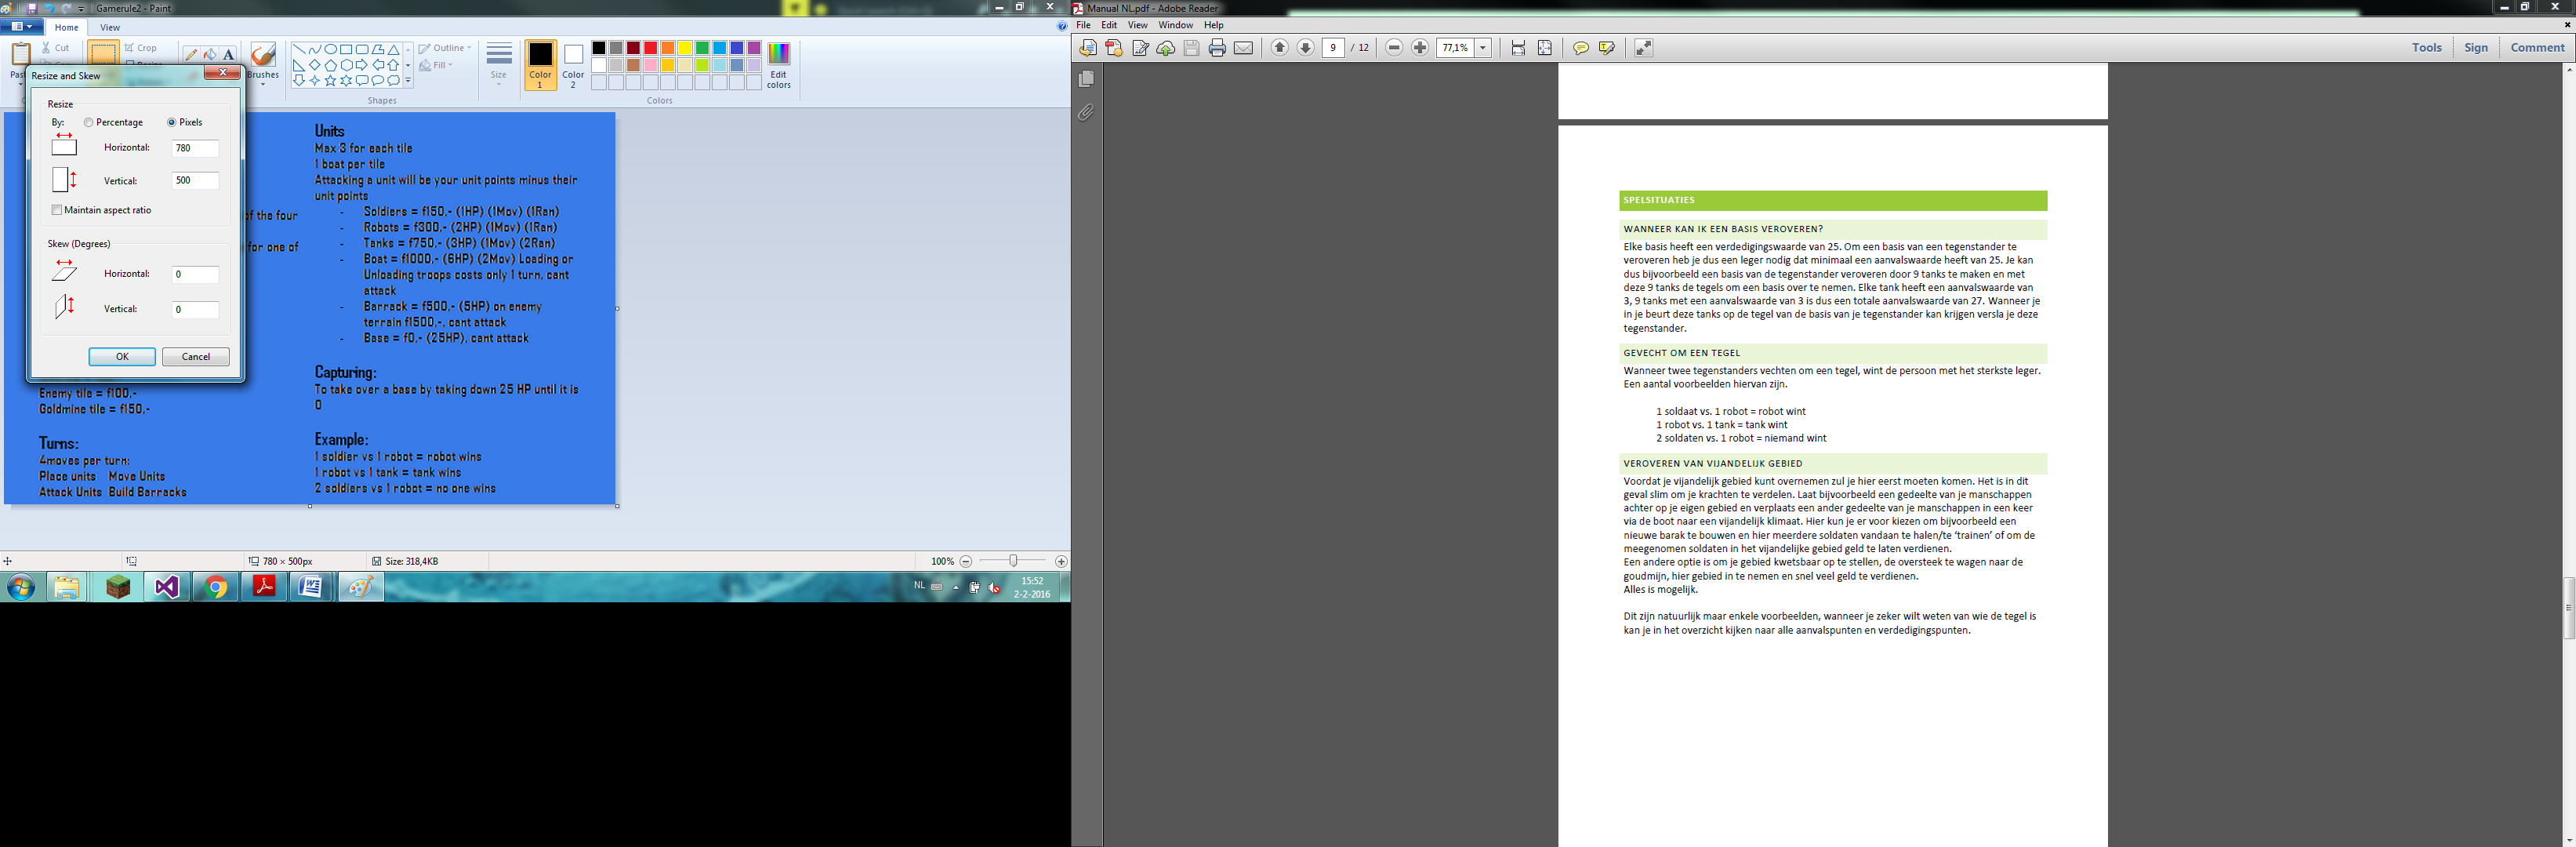 Gamerule2 - Paint
Home View
Cut
Crop
Brushes
Outline
Fill
Shapes
Size
Color 1
Color 2
Edit colors
Colors
Resize and Skew
Resize
By: Percentage Pixels
Horizontal: 780
Vertical: 500
Maintain aspect ratio
Skew (Degrees)
Horizontal: 0
Vertical: 0
OK Cancel
of the four
for one of
Enemy tile = f100,-
Goldmine tile = f150,-
Turns:
4moves per turn:
Place units Move Units
Attack Units Build Barracks
Units
Max 3 for each tile
1 boat per tile
Attacking a unit will be your unit points minus their
unit points
- Soldiers = f150,- (1HP) (1Mov) (1Ran)
- Robots = f300,- (2HP) (1Mov) (1Ran)
- Tanks = f750,- (3HP) (1Mov) (2Ran)
- Boat = f1000,- (6HP) (2Mov) Loading or
Unloading troops costs only 1 turn, cant
attack
- Barrack = f500,- (5HP) on enemy
terrain f1500,-, cant attack
- Base = f0,- (25HP), cant attack
Capturing:
To take over a base by taking down 25 HP until it is
0
Example:
1 soldier vs 1 robot = robot wins
1 robot vs 1 tank = tank wins
2 soldiers vs 1 robot = no one wins
780 × 500px
Size: 318,4KB
100%
NL
15:52
2-2-2016
Manual NL.pdf - Adobe Reader
File Edit View Window Help
9 / 12
77,1%
Tools Sign Comment
SPELSITUATIES
WANNEER KAN IK EEN BASIS VEROVEREN?
Elke basis heeft een verdedigingswaarde van 25. Om een basis van een tegenstander te
veroveren heb je dus een leger nodig dat minimaal een aanvalswaarde heeft van 25. Je kan
dus bijvoorbeeld een basis van de tegenstander veroveren door 9 tanks te maken en met
deze 9 tanks de tegels om een basis over te nemen. Elke tank heeft een aanvalswaarde van
3, 9 tanks met een aanvalswaarde van 3 is dus een totale aanvalswaarde van 27. Wanneer je
in je beurt deze tanks op de tegel van de basis van je tegenstander kan krijgen versla je deze
tegenstander.
GEVECHT OM EEN TEGEL
Wanneer twee tegenstanders vechten om een tegel, wint de persoon met het sterkste leger.
Een aantal voorbeelden hiervan zijn.
1 soldaat vs. 1 robot = robot wint
1 robot vs. 1 tank = tank wint
2 soldaten vs. 1 robot = niemand wint
VEROVEREN VAN VIJANDELIJK GEBIED
Voordat je vijandelijk gebied kunt overnemen zul je hier eerst moeten komen. Het is in dit
geval slim om je krachten te verdelen. Laat bijvoorbeeld een gedeelte van je manschappen
achter op je eigen gebied en verplaats een ander gedeelte van je manschappen in een keer
via de boot naar een vijandelijk klimaat. Hier kun je er voor kiezen om bijvoorbeeld een
nieuwe barak te bouwen en hier meerdere soldaten vandaan te halen/te ‘trainen’ of om de
meegenomen soldaten in het vijandelijke gebied geld te laten verdienen.
Een andere optie is om je gebied kwetsbaar op te stellen, de oversteek te wagen naar de
goudmijn, hier gebied in te nemen en snel veel geld te verdienen.
Alles is mogelijk.
Dit zijn natuurlijk maar enkele voorbeelden, wanneer je zeker wilt weten van wie de tegel is
kan je in het overzicht kijken naar alle aanvalspunten en verdedigingspunten.